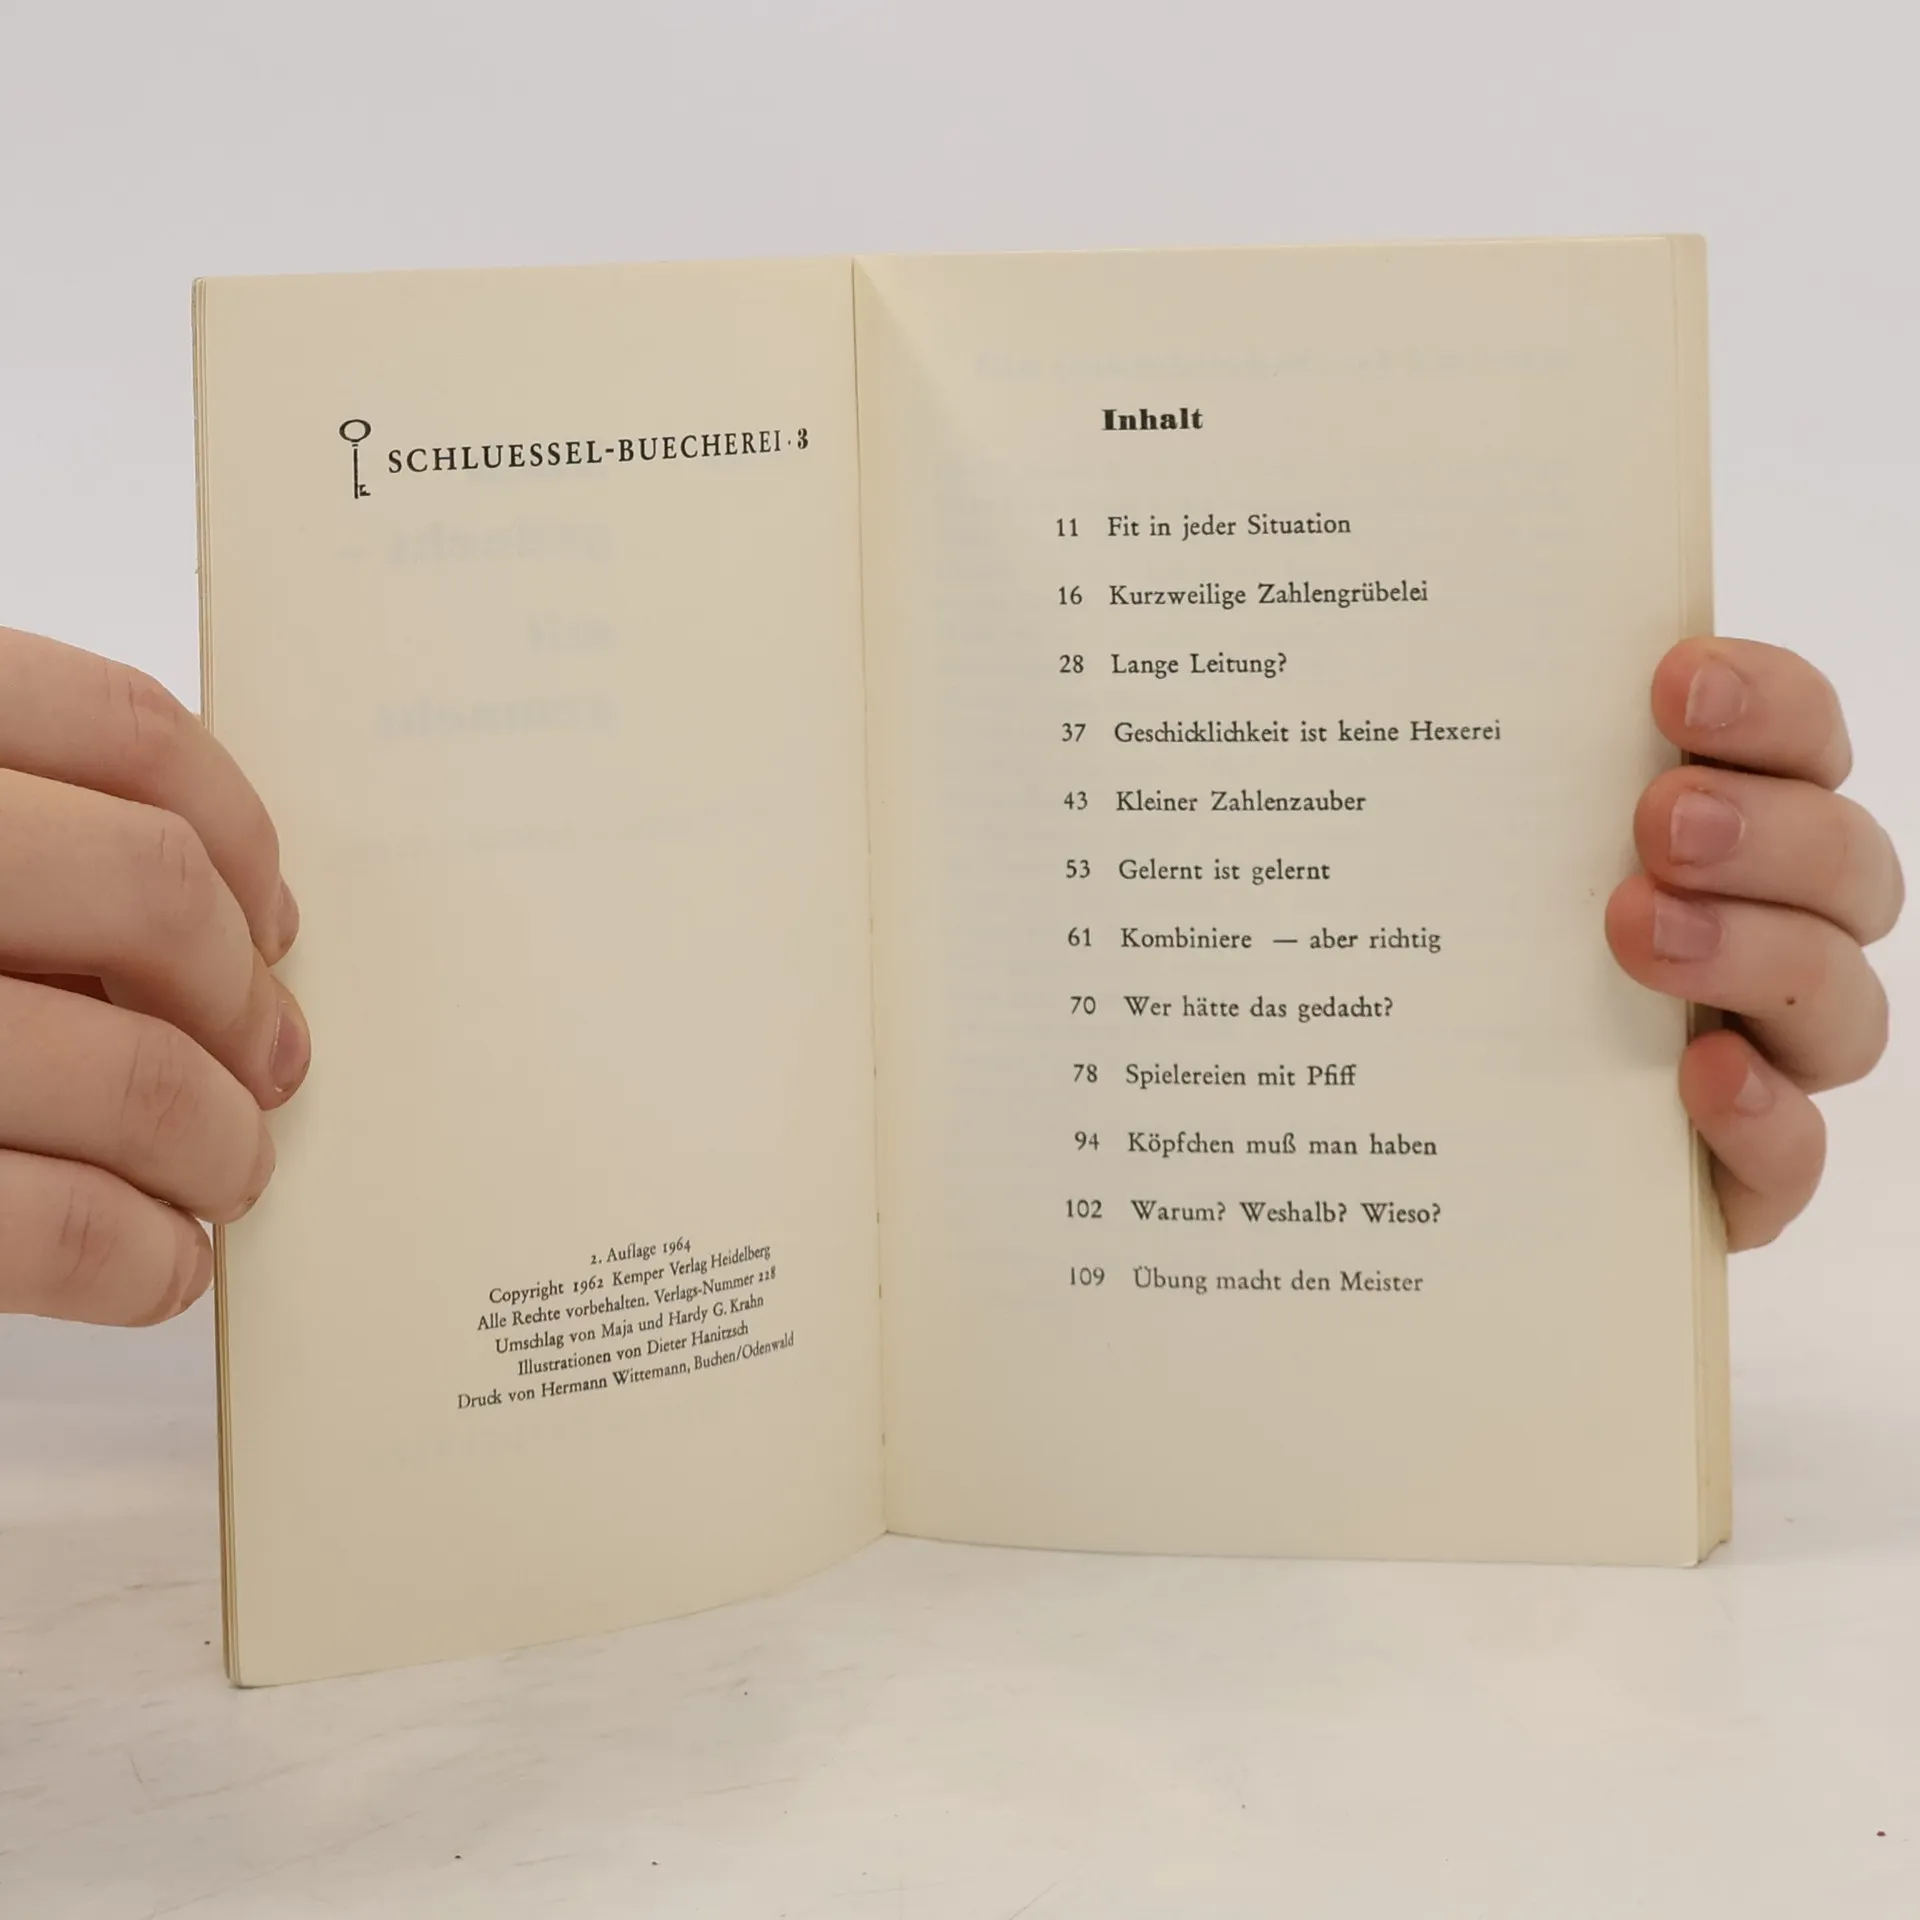 SCHLUESSEL-BUECHEREI · 3
2. Auflage 1964
Copyright 1962 Kemper Verlag Heidelberg
Alle Rechte vorbehalten. Verlags-Nummer 228
Umschlag von Maja und Hardy G. Krahn
Illustrationen von Dieter Hanitzsch
Druck von Hermann Wittemann, Buchen/Odenwald
Inhalt
11 Fit in jeder Situation
16 Kurzweilige Zahlengrübelei
28 Lange Leitung?
37 Geschicklichkeit ist keine Hexerei
43 Kleiner Zahlenzauber
53 Gelernt ist gelernt
61 Kombiniere — aber richtig
70 Wer hätte das gedacht?
78 Spielereien mit Pfiff
94 Köpfchen muß man haben
102 Warum? Weshalb? Wieso?
109 Übung macht den Meister